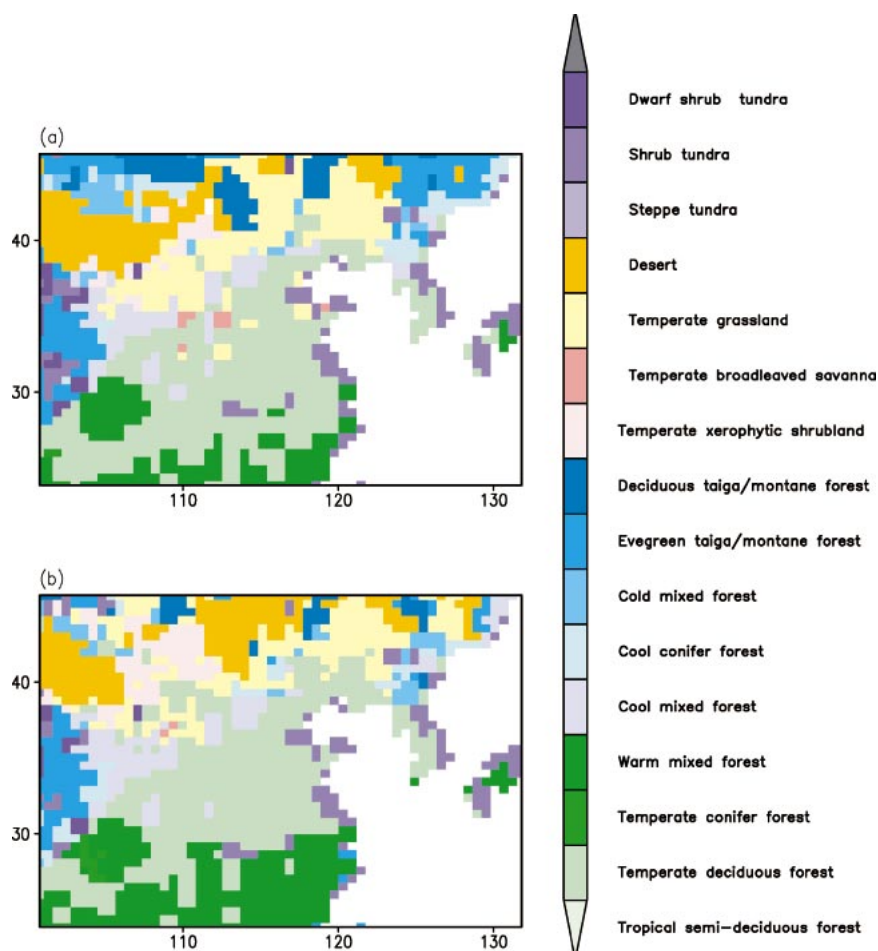 (a)
40
30
110 120 130
(b)
40
30
110 120 130
Dwarf shrub tundra
Shrub tundra
Steppe tundra
Desert
Temperate grassland
Temperate broadleaved savanna
Temperate xerophytic shrubland
Deciduous taiga/montane forest
Evegreen taiga/montane forest
Cold mixed forest
Cool conifer forest
Cool mixed forest
Warm mixed forest
Temperate conifer forest
Temperate deciduous forest
Tropical semi-deciduous forest